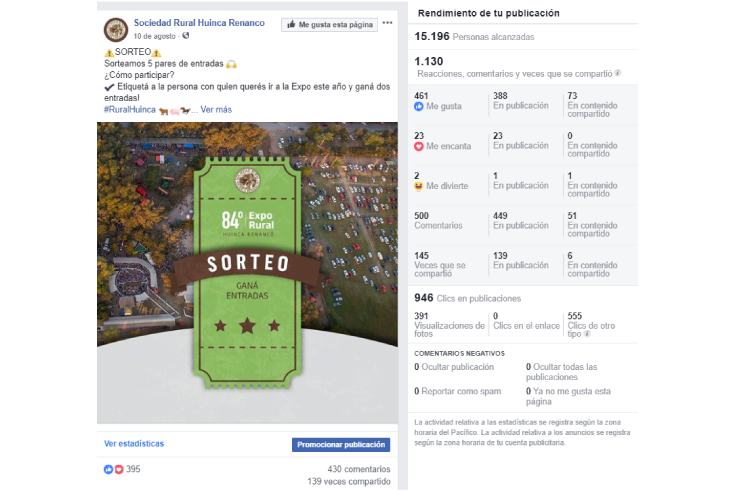 Sociedad Rural Huinca Renanco
10 de agosto ·
Me gusta esta página
SORTEO
Sorteamos 5 pares de entradas
¿Cómo participar?
✔ Etiquetá a la persona con quien querés ir a la Expo este año y ganá dos
entradas!
#RuralHuinca ... Ver más
84º Expo
Rural
HUINCA RENANCÓ
SORTEO
GANÁ
ENTRADAS
Ver estadísticas
Promocionar publicación
395
430 comentarios
139 veces compartido
Rendimiento de tu publicación
15.196 Personas alcanzadas
1.130
Reacciones, comentarios y veces que se compartió
461 388 73
Me gusta En publicación En contenido
compartido
23 23 0
Me encanta En publicación En contenido
compartido
2 1 1
Me divierte En publicación En contenido
compartido
500 449 51
Comentarios En publicación En contenido
compartido
145 139 6
Veces que se En publicación En contenido
compartió compartido
946 Clics en publicaciones
391 0 555
Visualizaciones de Clics en el enlace Clics de otro
fotos tipo
COMENTARIOS NEGATIVOS
0 Ocultar publicación 0 Ocultar todas las
publicaciones
0 Reportar como spam 0 Ya no me gusta esta
página
La actividad relativa a las estadísticas se registra según la zona
horaria del Pacífico. La actividad relativa a los anuncios se registra
según la zona horaria de tu cuenta publicitaria.